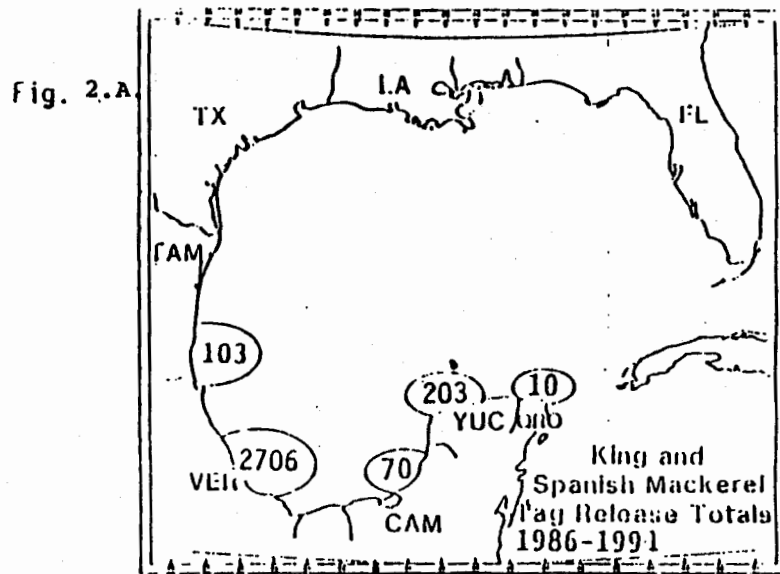 Fig. 2.A.
LA
TX
FL
TAM
103
203
10
YUC
2706
70
VER
CAM
King and
Spanish Mackerel
Tag Release Totals
1986-1991